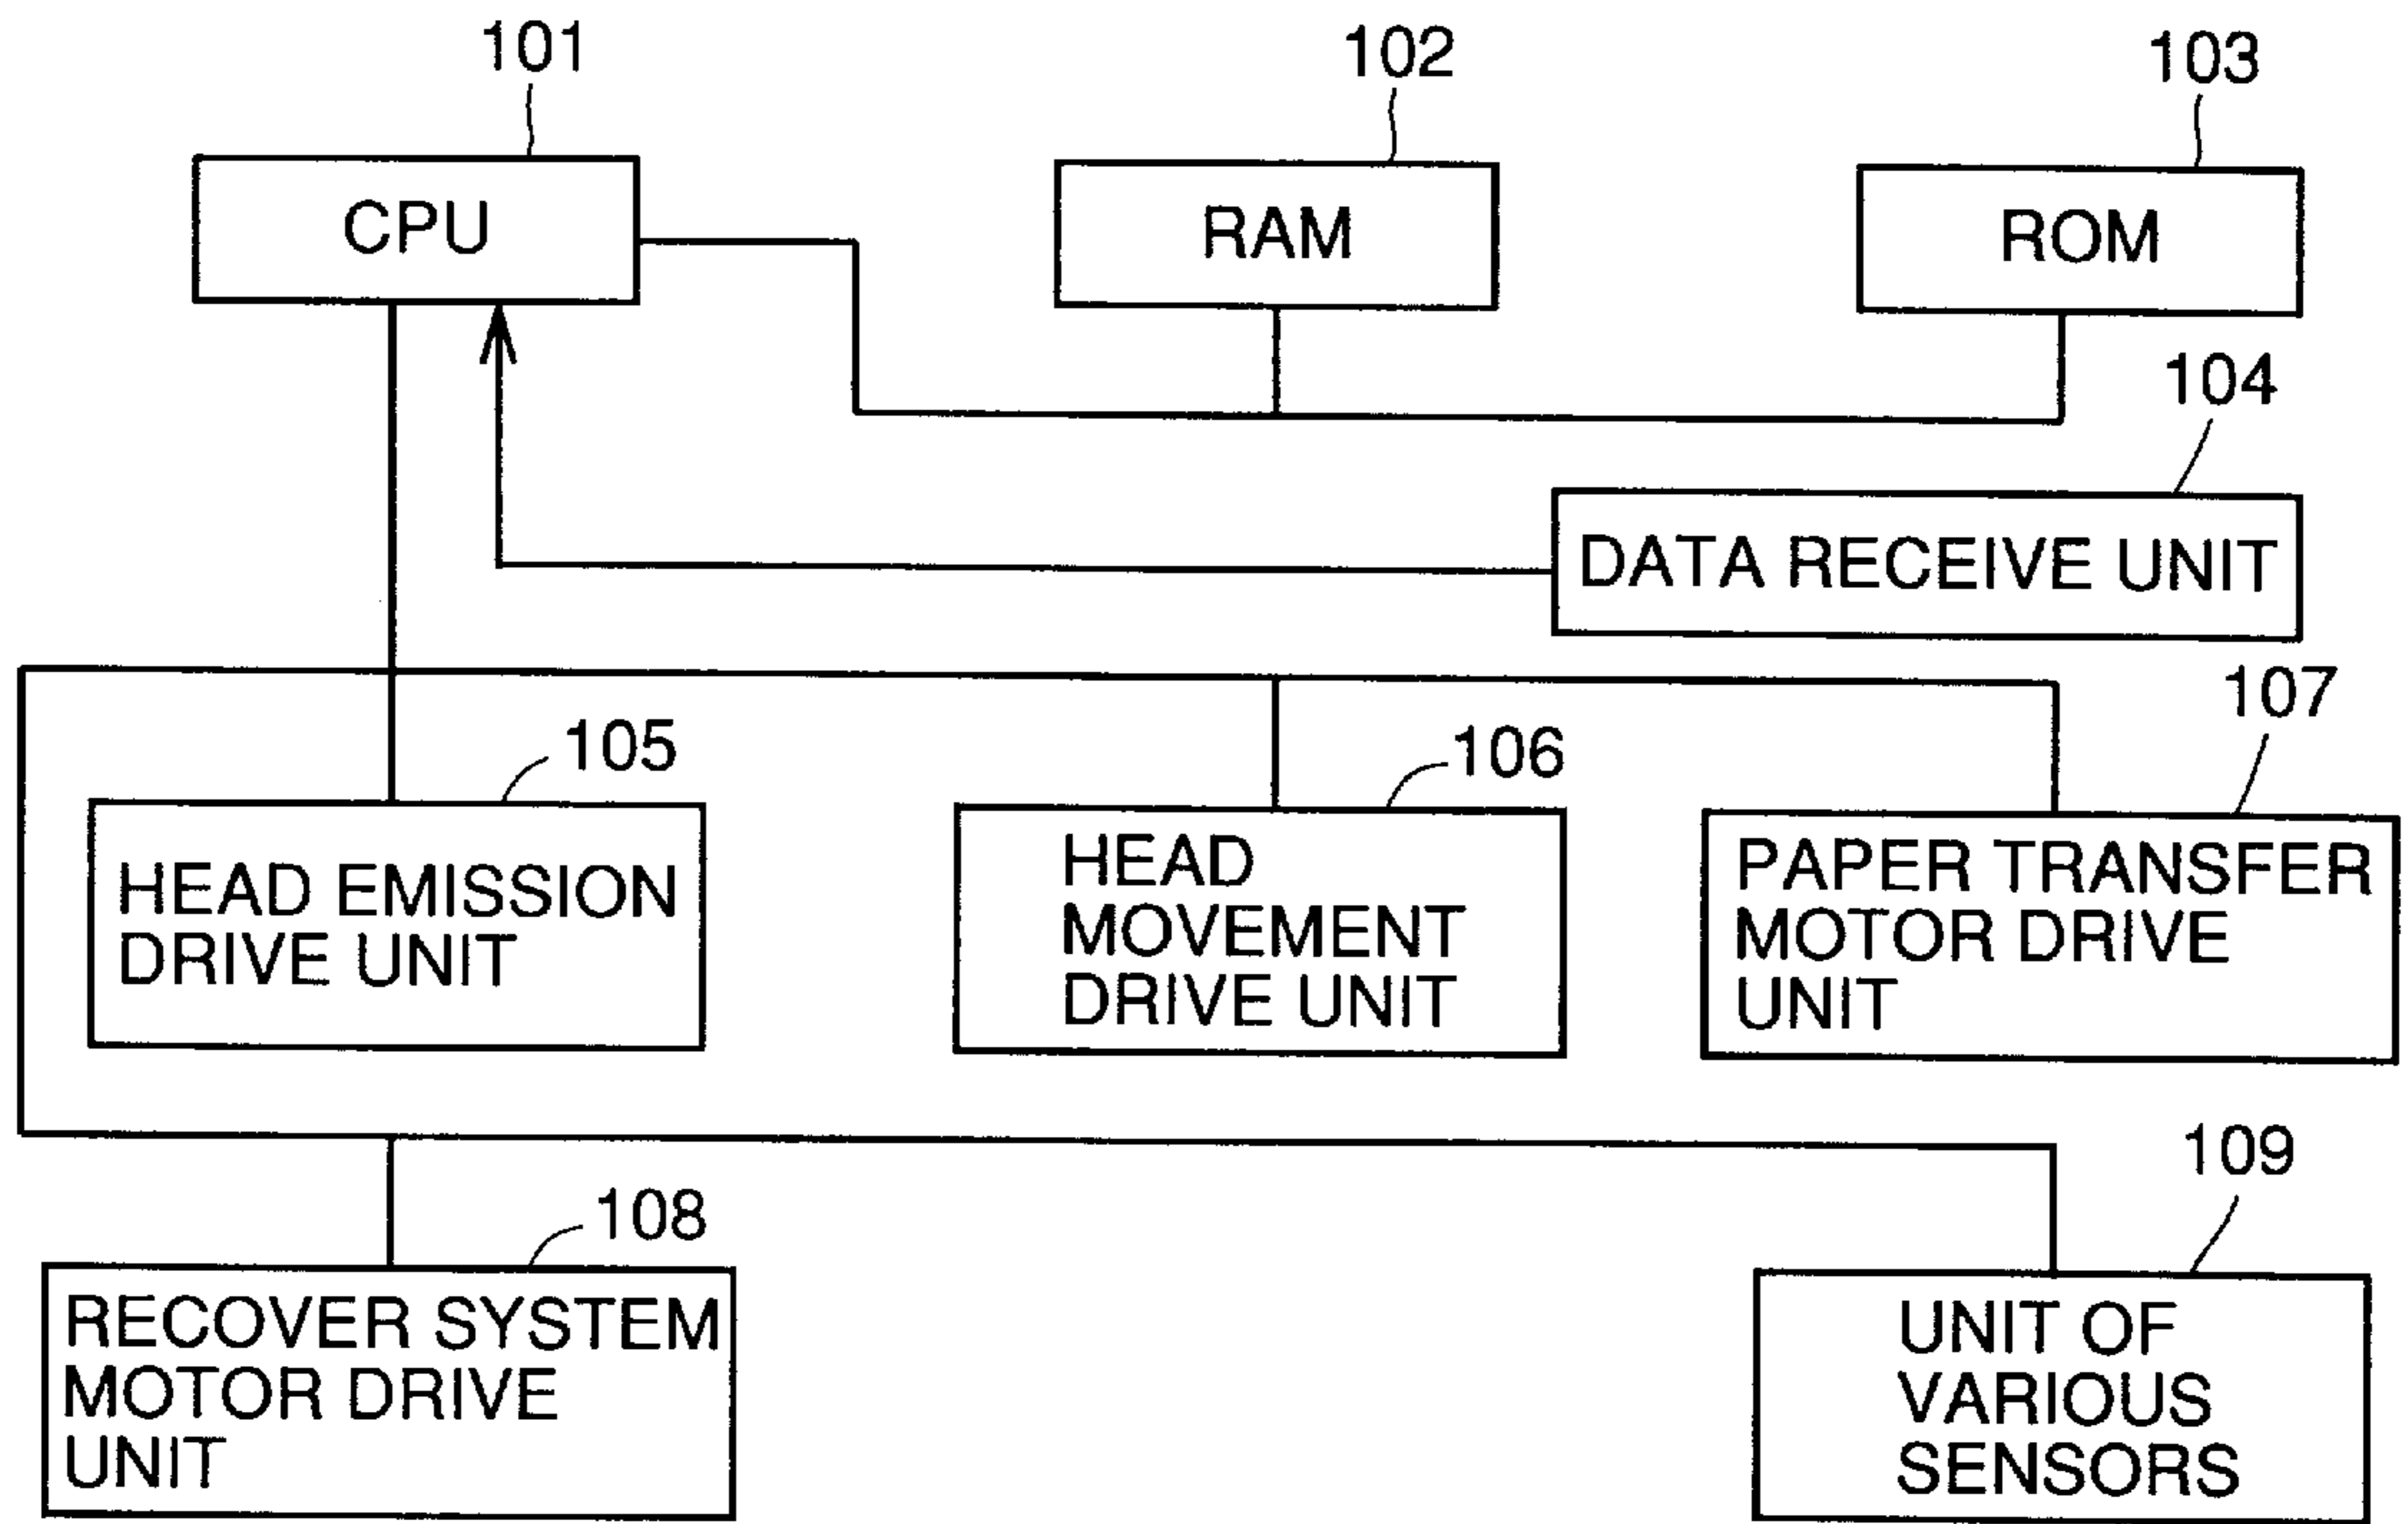 101
102
103
CPU
RAM
ROM
104
DATA RECEIVE UNIT
107
105
106
HEAD EMISSION
DRIVE UNIT
HEAD
MOVEMENT
DRIVE UNIT
PAPER TRANSFER
MOTOR DRIVE
UNIT
108
109
RECOVER SYSTEM
MOTOR DRIVE
UNIT
UNIT OF
VARIOUS
SENSORS